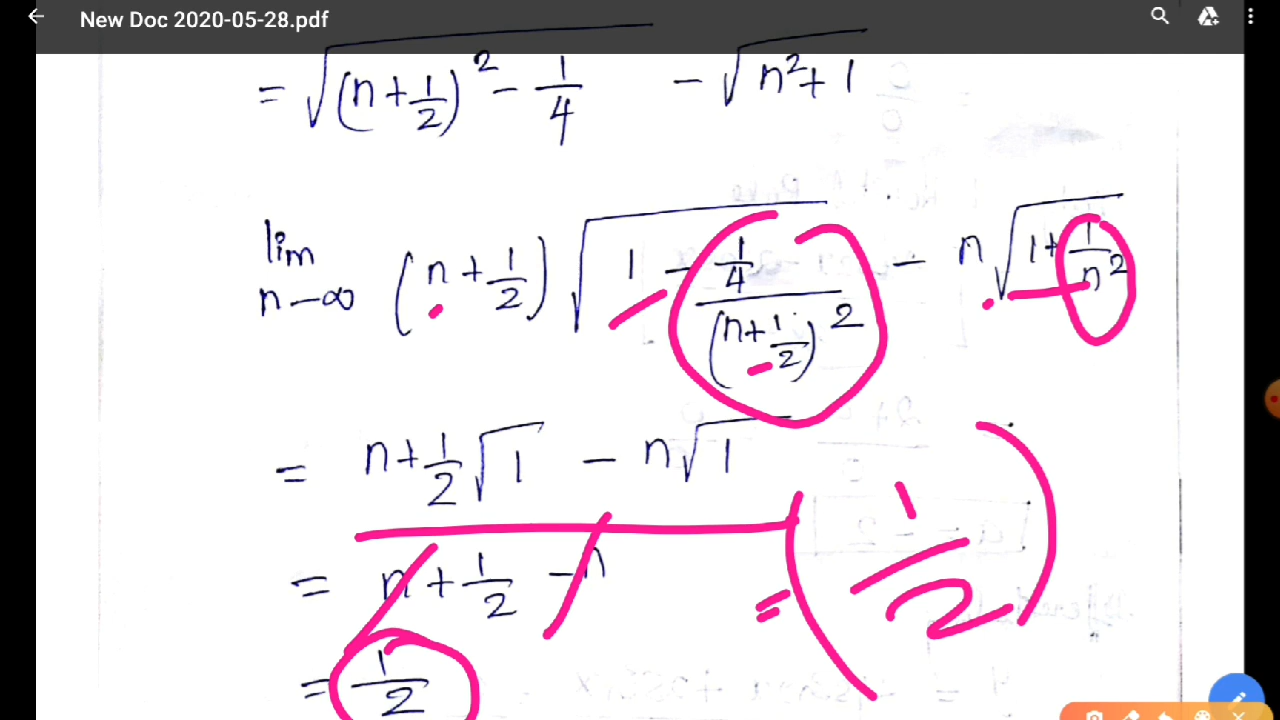 New Doc 2020-05-28.pdf
= √((n+1/2)² - 1/4) - √(n²+1)
lim n→∞ (n+1/2) √(1 - (1/4)/(n+1/2)²) - n√(1+1/n²)
= n+1/2 √1 - n√1
= n+1/2 -n
= (1/2)
= 1/2